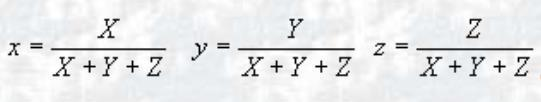 x = X / (X + Y + Z)   y = Y / (X + Y + Z)   z = Z / (X + Y + Z)